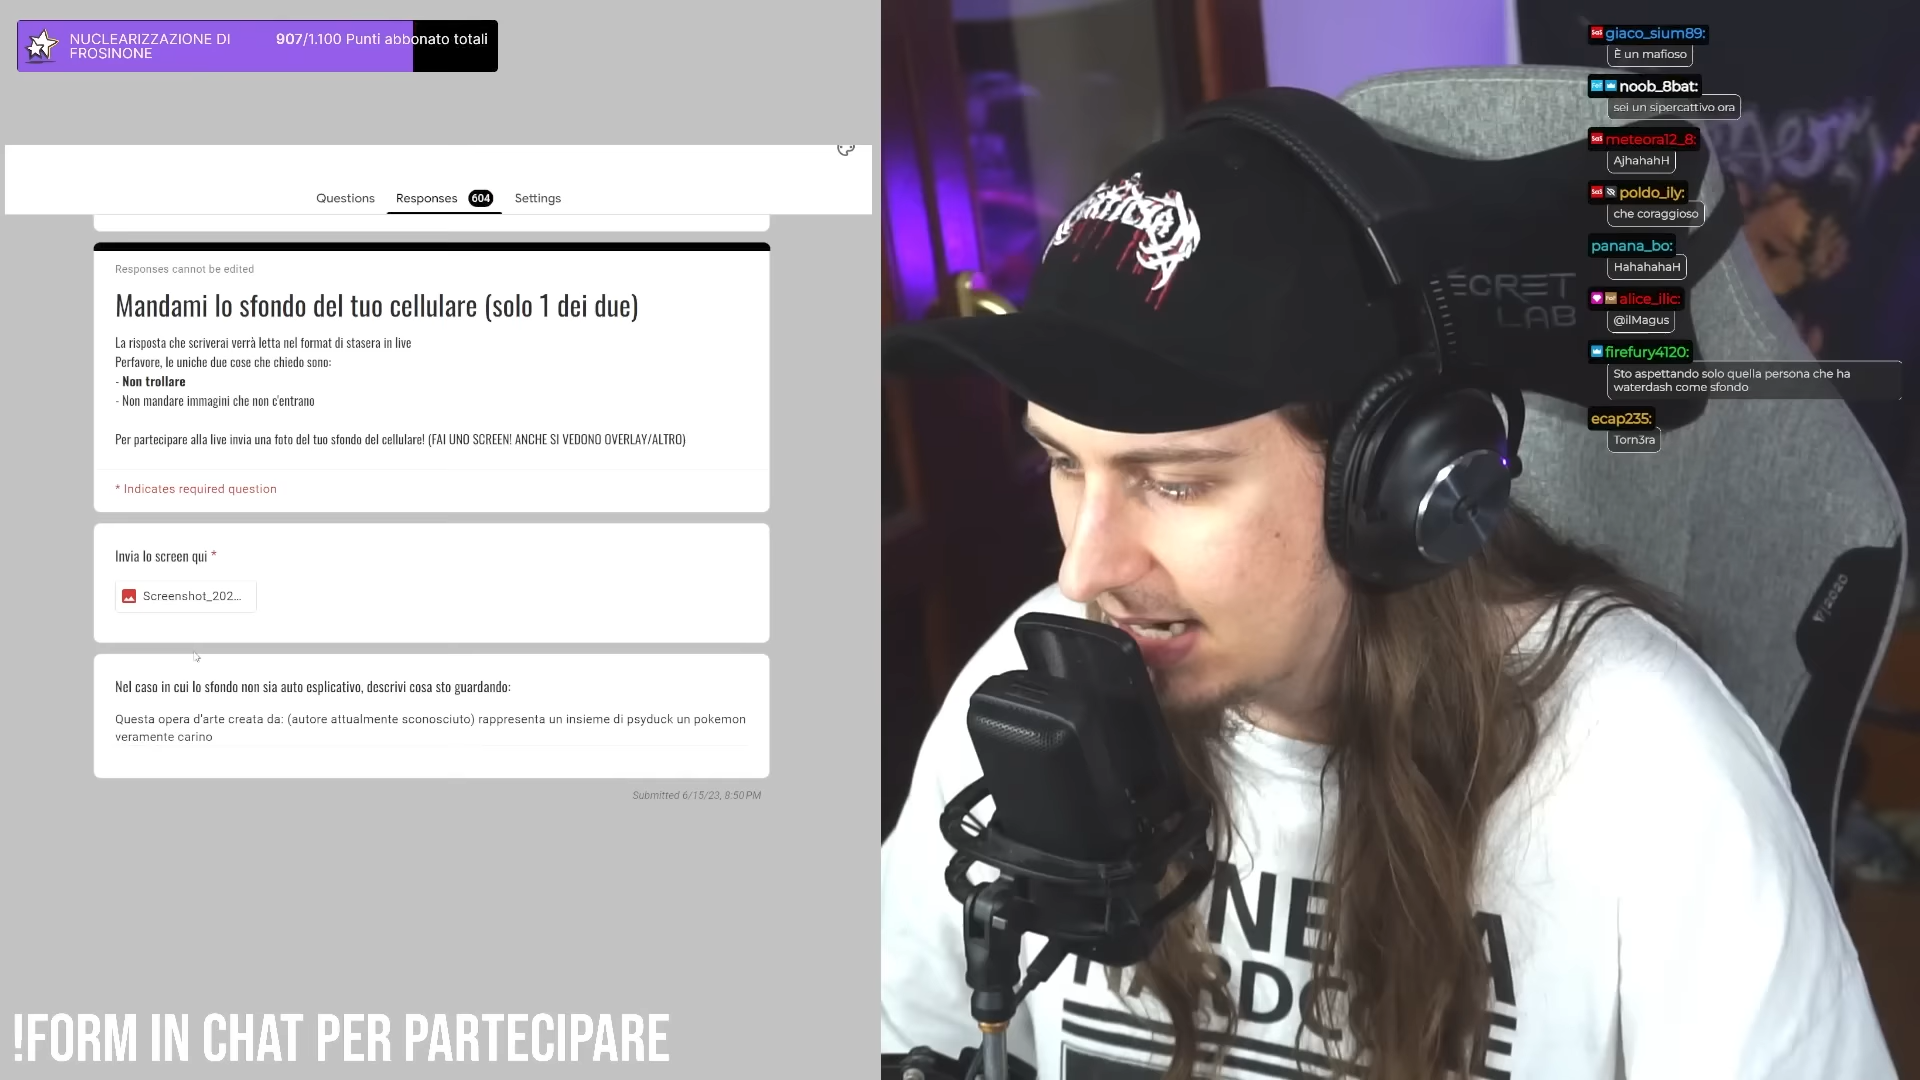 NUCLEARIZZAZIONE DI
FROSINONE
907/1.100 Punti abbonato totali
Questions Responses 604 Settings
Responses cannot be edited
Mandami lo sfondo del tuo cellulare (solo 1 dei due)
La risposta che scriverai verrà letta nel format di stasera in live
Perfavore, le uniche due cose che chiedo sono:
- Non trollare
- Non mandare immagini che non c'entrano
Per partecipare alla live invia una foto del tuo sfondo del cellulare! (FAI UNO SCREEN! ANCHE SI VEDONO OVERLAY/ALTRO)
* Indicates required question
Invia lo screen qui *
Screenshot_202...
Nel caso in cui lo sfondo non sia auto esplicativo, descrivi cosa sto guardando:
Questa opera d'arte creata da: (autore attualmente sconosciuto) rappresenta un insieme di psyduck un pokemon
veramente carino
Submitted 6/15/23, 8:50 PM
!FORM IN CHAT PER PARTECIPARE
giaco_sium89:
È un mafioso
noob_8bat:
sei un sipercattivo ora
meteora12_8:
AjhahahH
poldo_ily:
che coraggioso
panana_bo:
HahahahaH
alice_ilic:
@ilMagus
firefury4120:
Sto aspettando solo quella persona che ha
waterdash come sfondo
ecap235:
Torn3ra
ECRET
LAB